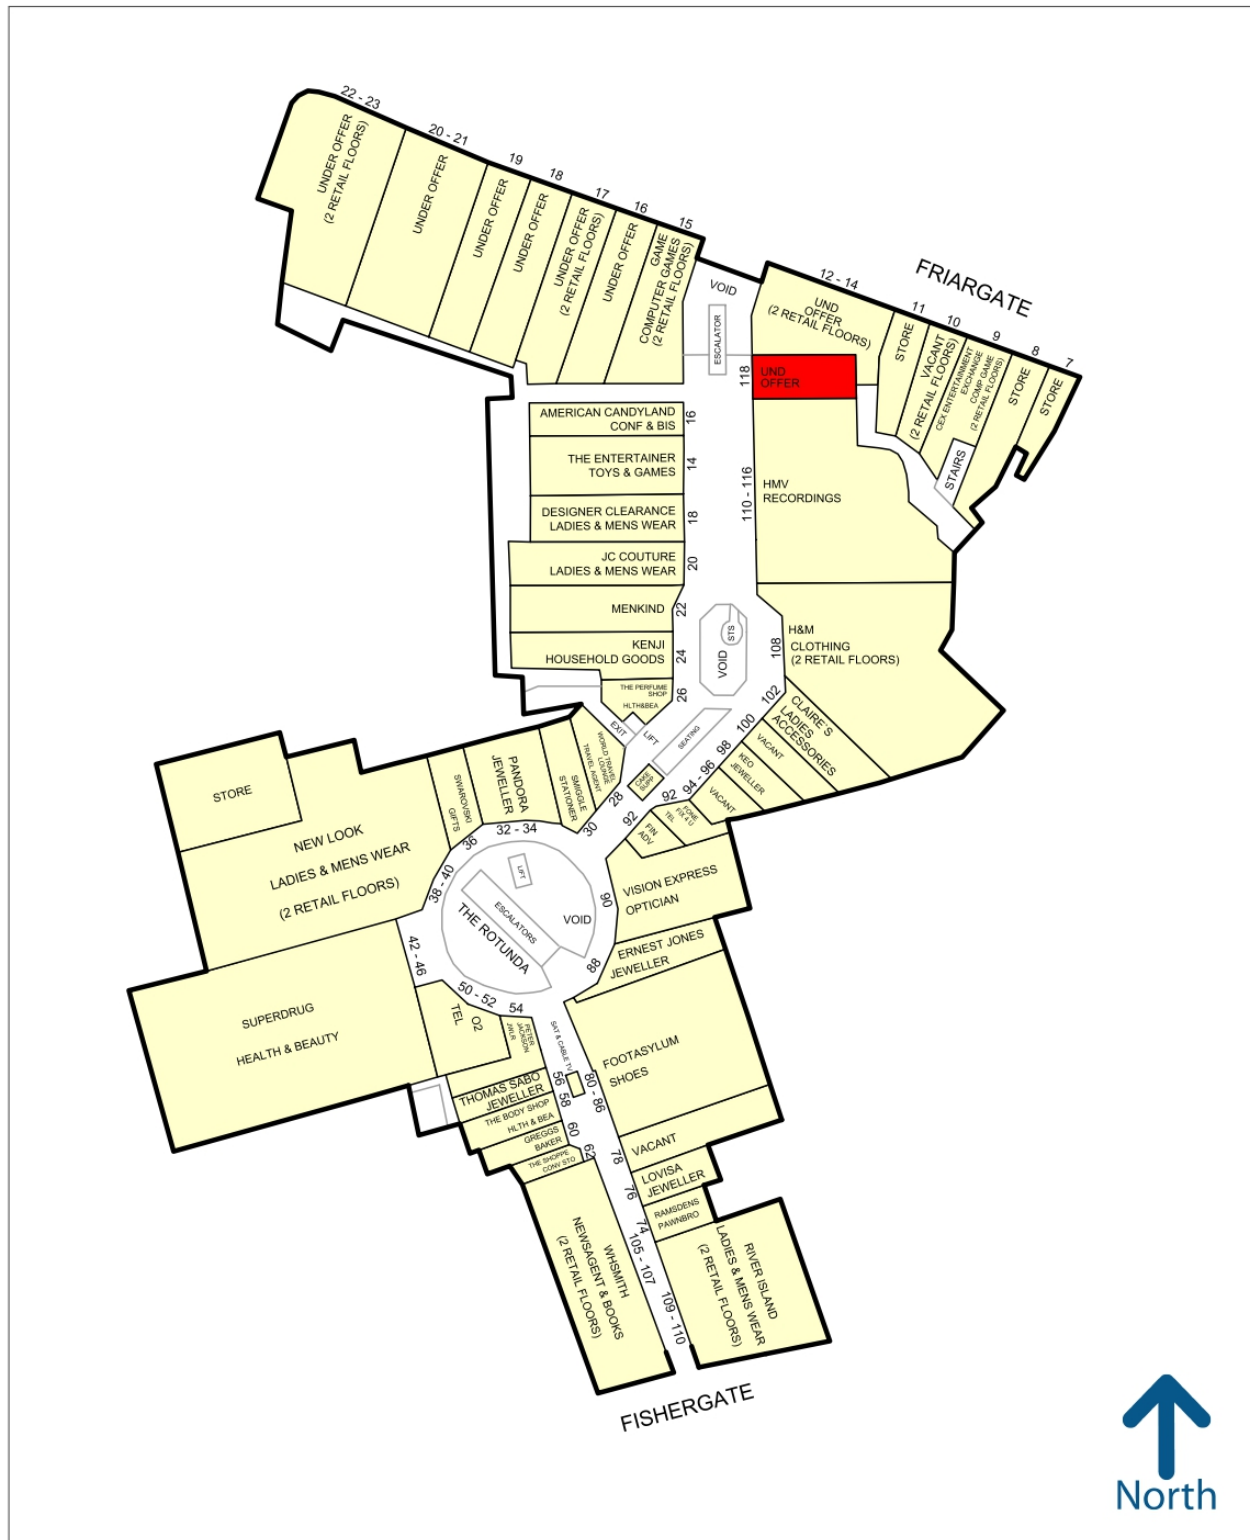 22 - 23
UNDER OFFER
(2 RETAIL FLOORS)
20 - 21
UNDER OFFER
19
UNDER OFFER
18
UNDER OFFER
17
UNDER OFFER
(2 RETAIL FLOORS)
16
UNDER OFFER
15
GAME
COMPUTER GAMES
(2 RETAIL FLOORS)
VOID
ESCALATOR
12 - 14
UND
OFFER
(2 RETAIL FLOORS)
FRIARGATE
11
STORE
10
VACANT
(2 RETAIL FLOORS)
9
CEX ENTERTAINMENT
EXCHANGE
COMP GAME
(2 RETAIL FLOORS)
8
STORE
7
STORE
STAIRS
118
UND
OFFER
AMERICAN CANDYLAND
CONF & BIS
16
THE ENTERTAINER
TOYS & GAMES
14
DESIGNER CLEARANCE
LADIES & MENS WEAR
18
JC COUTURE
LADIES & MENS WEAR
20
MENKIND
22
KENJI
HOUSEHOLD GOODS
24
THE PERFUME
SHOP
HLTH&BEA
26
110 - 116
HMV
RECORDINGS
STS
VOID
108
H&M
CLOTHING
(2 RETAIL FLOORS)
EXIT
LIFT
SEATING
102
CLAIRE'S
LADIES
ACCESSORIES
100
VACANT
98
KEO
JEWELLER
94 - 96
VACANT
92
FONE
FIX 4 U
TEL
92
FIN
ADV
CAKE
SUPP
28
WORLD TRAVEL
LOUNGE
TRAVEL AGENT
30
SMIGGLE
STATIONER
32 - 34
PANDORA
JEWELLER
36
SWAROVSKI
GIFTS
STORE
38 - 40
NEW LOOK
LADIES & MENS WEAR
(2 RETAIL FLOORS)
LIFT
ESCALATORS
THE ROTUNDA
VOID
90
VISION EXPRESS
OPTICIAN
88
ERNEST JONES
JEWELLER
42 - 46
SUPERDRUG
HEALTH & BEAUTY
50 - 52
O2
TEL
54
PETER
JACKSON
JWLR
SAT & CABLE TV
80 - 86
FOOTASYLUM
SHOES
56
THOMAS SABO
JEWELLER
58
THE BODY SHOP
HLTH & BEA
60
GREGGS
BAKER
62
THE SHOPPE
CONV STO
78
VACANT
76
LOVISA
JEWELLER
74
RAMSDENS
PAWNBRO
105 - 107
WHSMITH
NEWSAGENT & BOOKS
(2 RETAIL FLOORS)
109 - 110
RIVER ISLAND
LADIES & MENS WEAR
(2 RETAIL FLOORS)
FISHERGATE
North